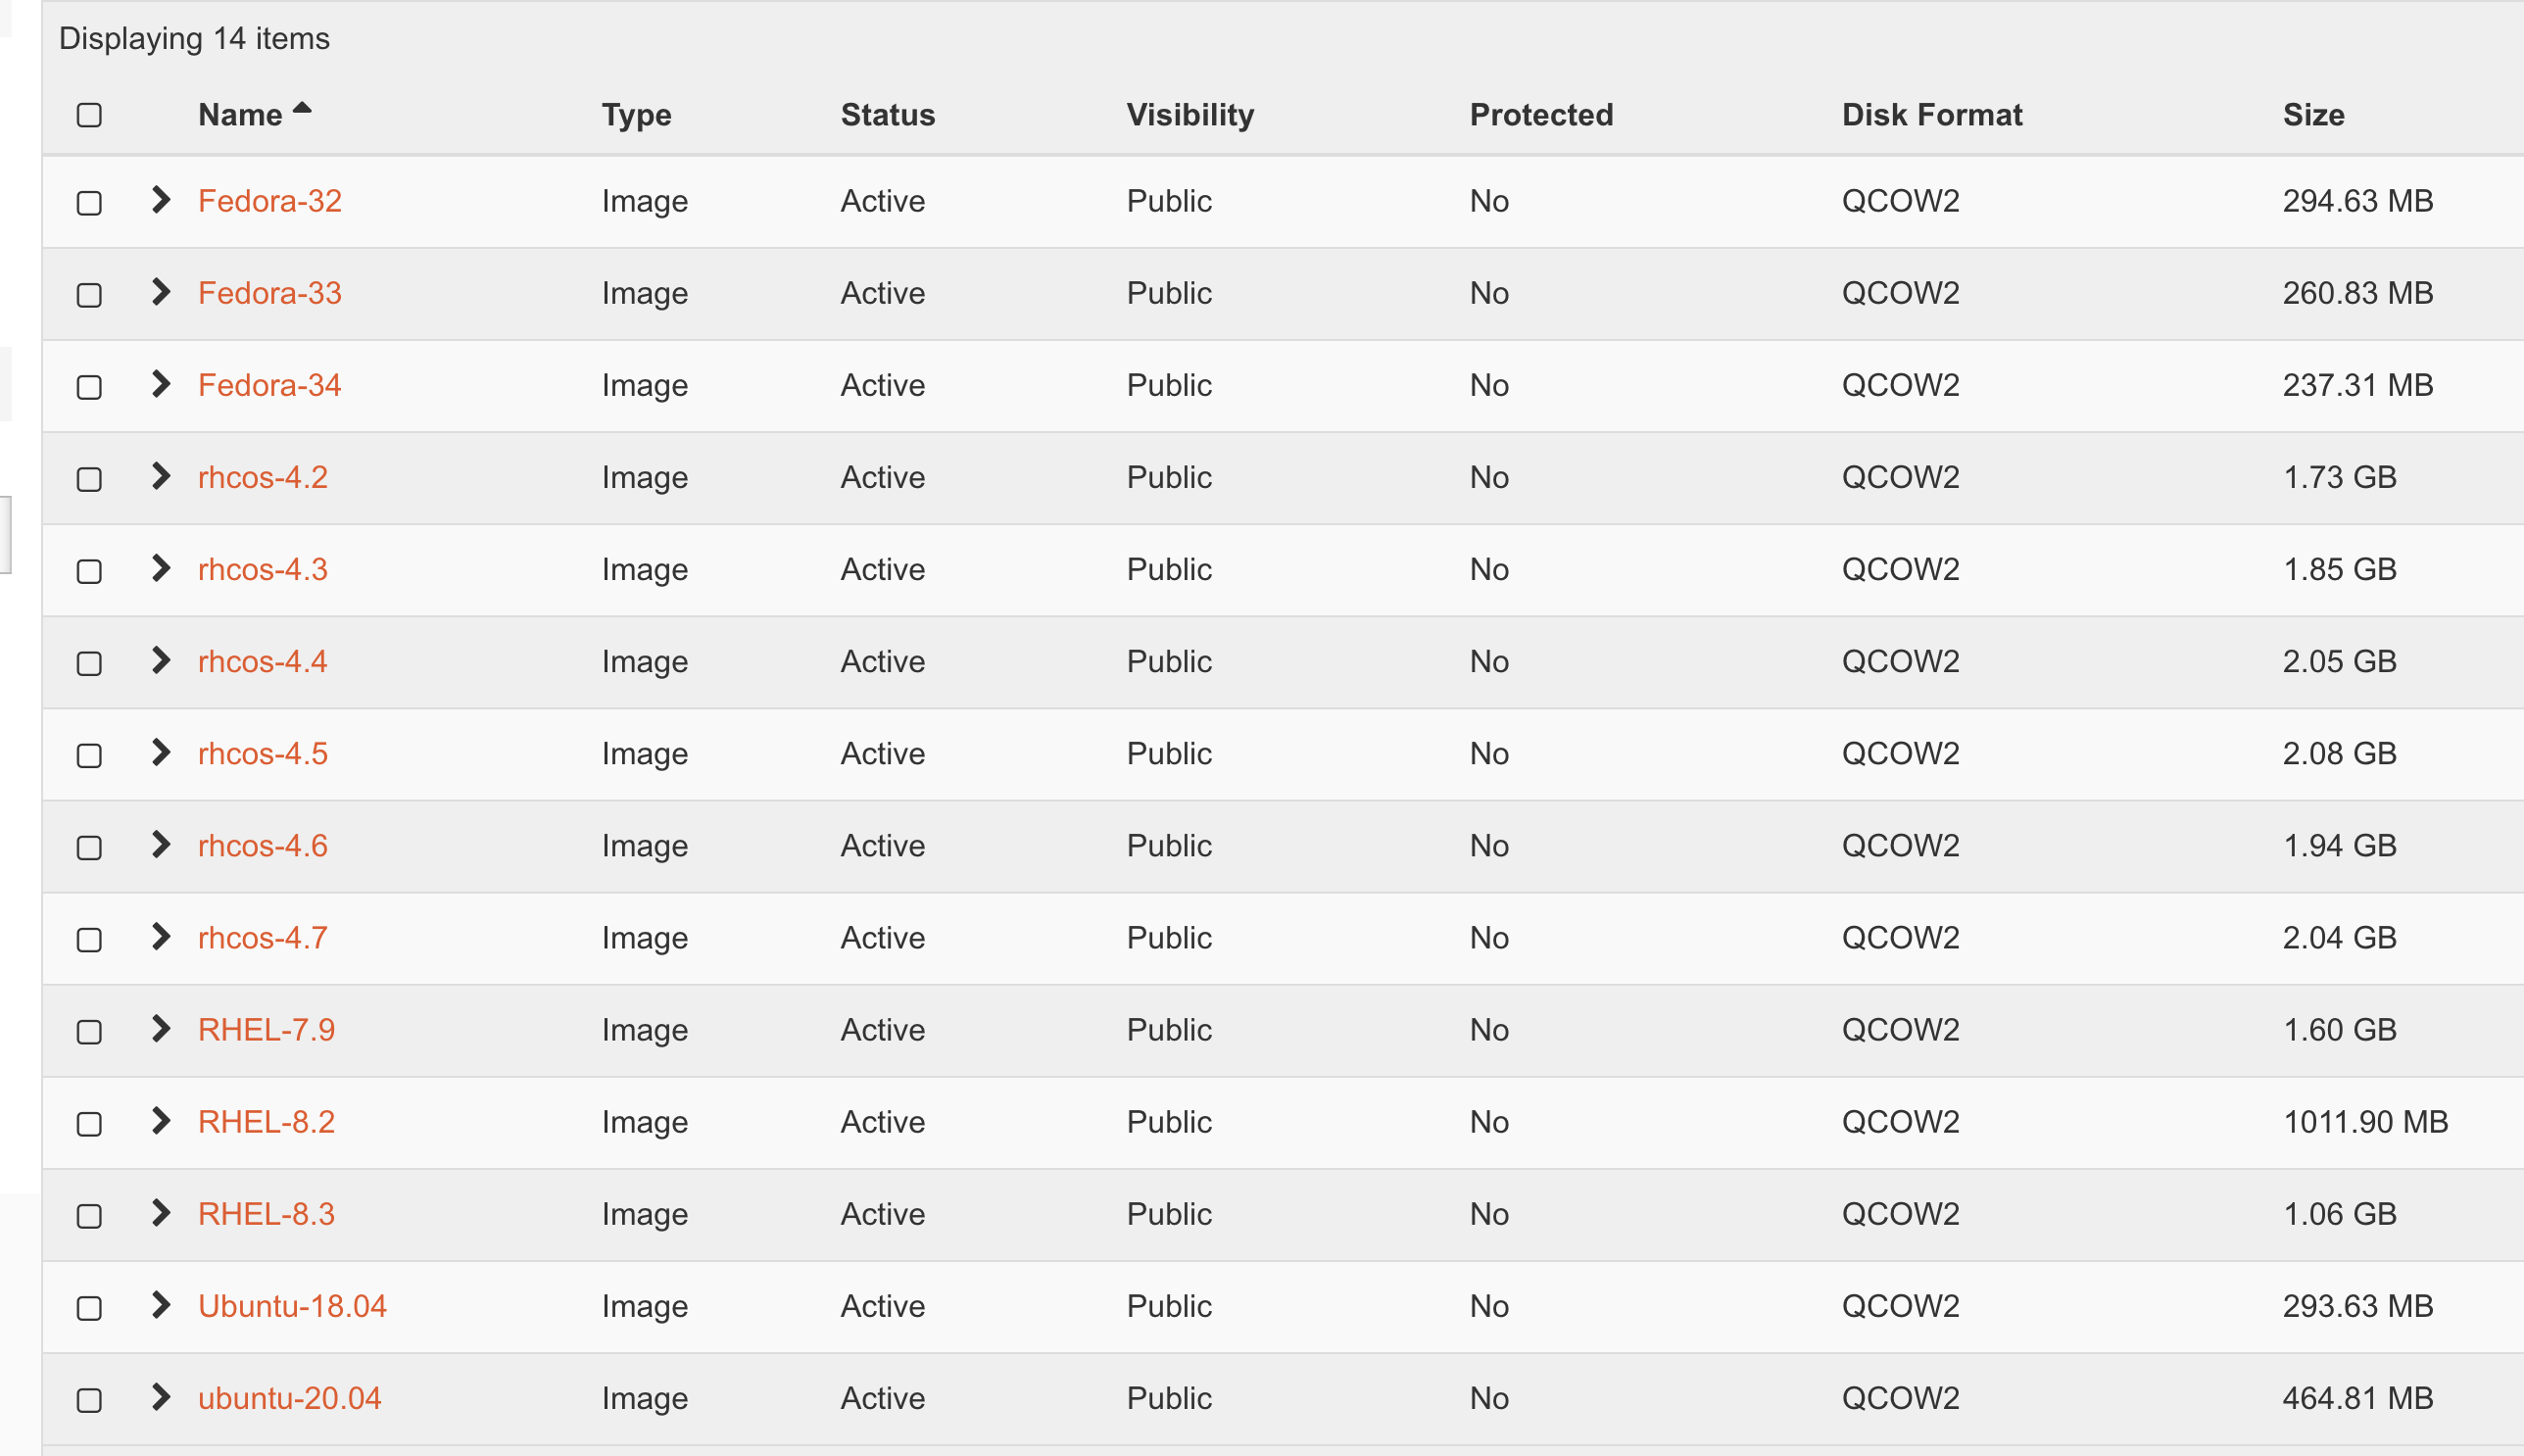 Displaying 14 items
Name Type Status Visibility Protected Disk Format Size
Fedora-32 Image Active Public No QCOW2 294.63 MB
Fedora-33 Image Active Public No QCOW2 260.83 MB
Fedora-34 Image Active Public No QCOW2 237.31 MB
rhcos-4.2 Image Active Public No QCOW2 1.73 GB
rhcos-4.3 Image Active Public No QCOW2 1.85 GB
rhcos-4.4 Image Active Public No QCOW2 2.05 GB
rhcos-4.5 Image Active Public No QCOW2 2.08 GB
rhcos-4.6 Image Active Public No QCOW2 1.94 GB
rhcos-4.7 Image Active Public No QCOW2 2.04 GB
RHEL-7.9 Image Active Public No QCOW2 1.60 GB
RHEL-8.2 Image Active Public No QCOW2 1011.90 MB
RHEL-8.3 Image Active Public No QCOW2 1.06 GB
Ubuntu-18.04 Image Active Public No QCOW2 293.63 MB
ubuntu-20.04 Image Active Public No QCOW2 464.81 MB